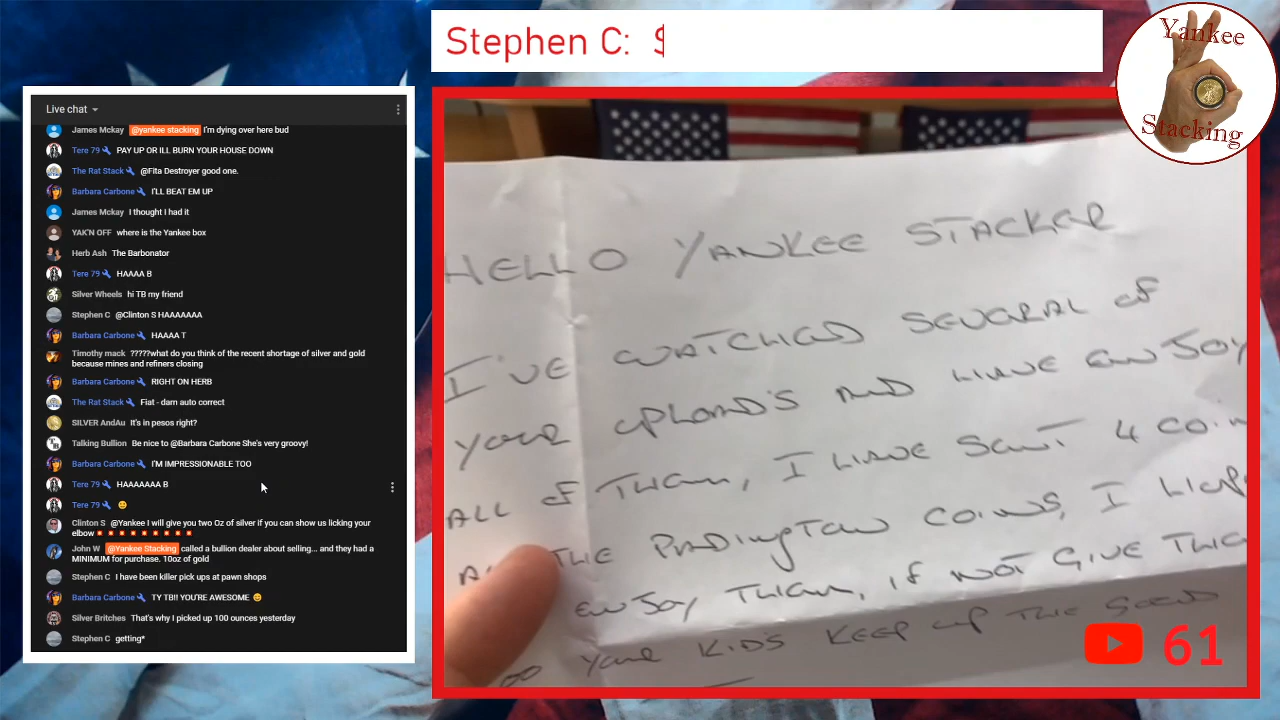 Stephen C: $
Yankee
Stacking
Live chat
James Mckay @yankee stacking I'm dying over here bud
Tere 79 PAY UP OR ILL BURN YOUR HOUSE DOWN
The Rat Stack @Fita Destroyer good one.
Barbara Carbone I'LL BEAT EM UP
James Mckay I thought I had it
YAK'N OFF where is the Yankee box
Herb Ash The Barbonator
Tere 79 HAAAA B
Silver Wheels hi TB my friend
Stephen C @Clinton S HAAAAAAA
Barbara Carbone HAAAA T
Timothy mack ?????what do you think of the recent shortage of silver and gold
because mines and refiners closing
Barbara Carbone RIGHT ON HERB
The Rat Stack Fiat - dam auto correct
SILVER AndAu It's in pesos right?
Talking Bullion Be nice to @Barbara Carbone She's very groovy!
Barbara Carbone I'M IMPRESSIONABLE TOO
Tere 79 HAAAAAAA B
Tere 79
Clinton S @Yankee I will give you two Oz of silver if you can show us licking your
elbow
John W @Yankee Stacking called a bullion dealer about selling... and they had a
MINIMUM for purchase. 10oz of gold
Stephen C I have been killer pick ups at pawn shops
Barbara Carbone TY TB!! YOU'RE AWESOME
Silver Britches That's why I picked up 100 ounces yesterday
Stephen C getting*
HELLO YANKEE STACKER
I'VE WATCHED SEVERAL of
your uploads's AND HAVE ENJOY
ALL of THEM, I HAVE SENT 4 COIN
THE PADINGTON COINS, I HOPE
ENJOY THEM, if NOT GIVE THEM
your KIDS KEEP up THE GOOD
61